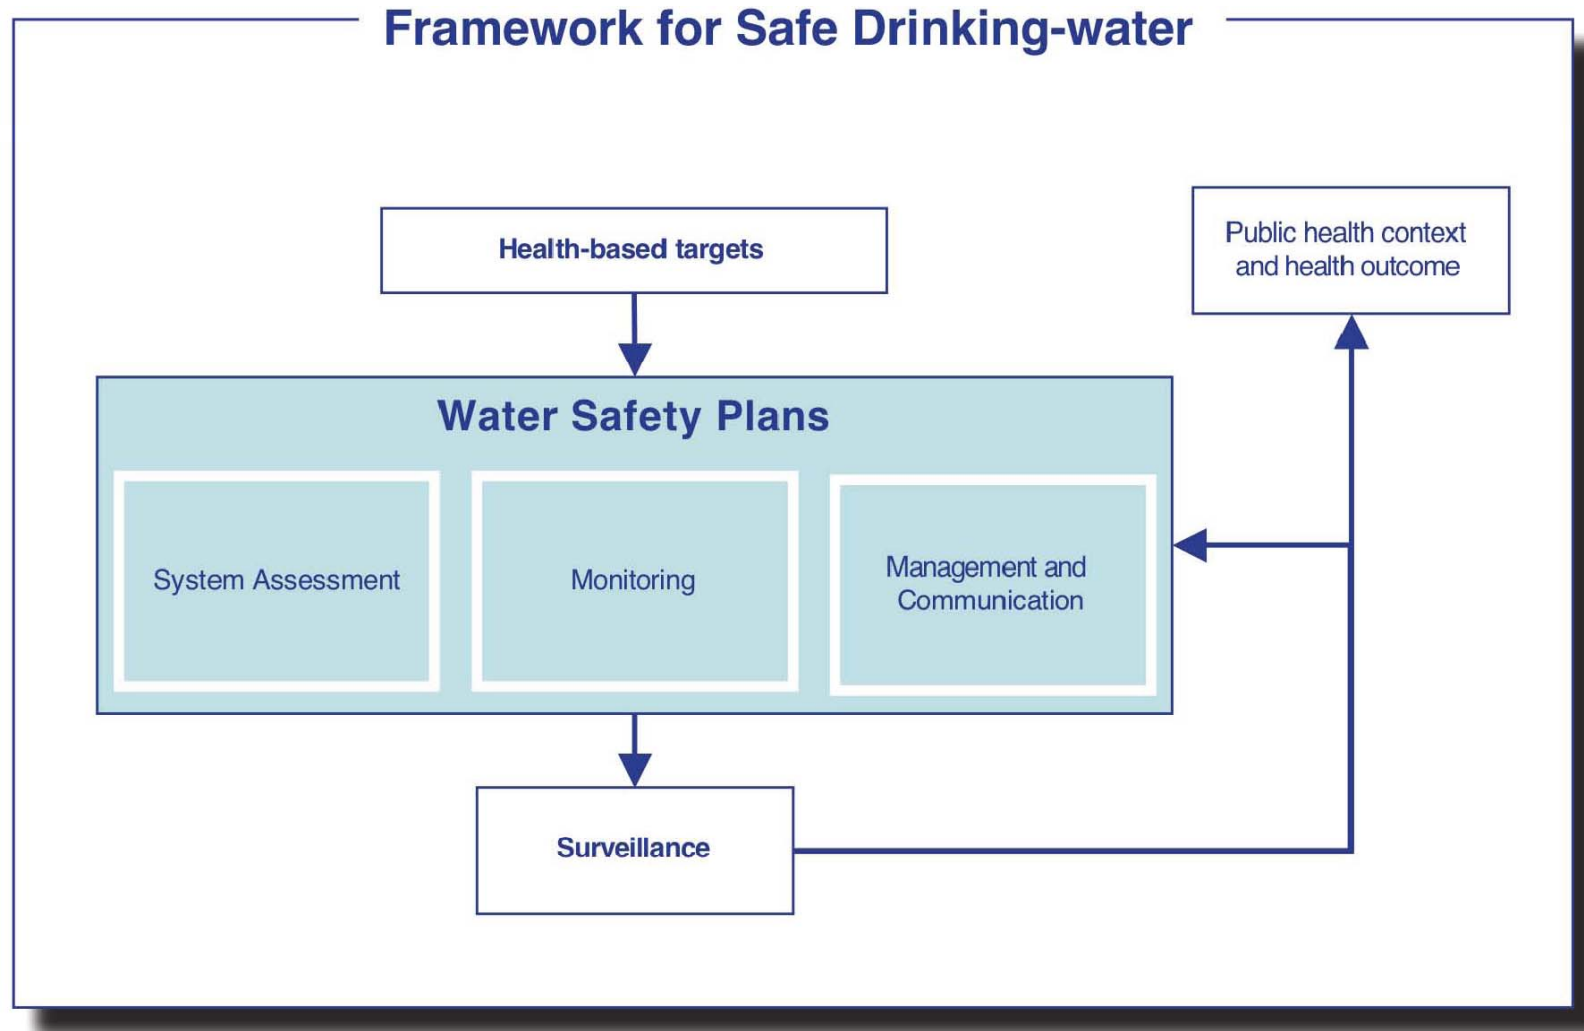 Framework for Safe Drinking-water
Health-based targets
Public health context
and health outcome
Water Safety Plans
System Assessment
Monitoring
Management and
Communication
Surveillance